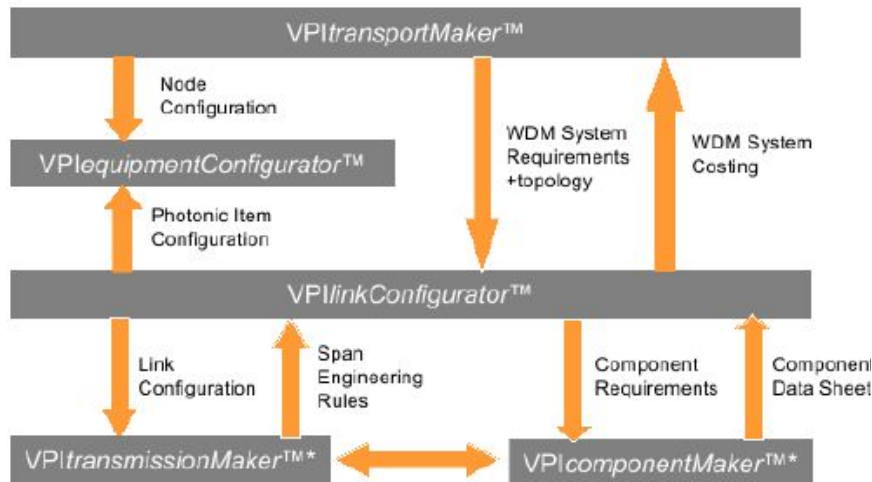 VPItransportMaker™
Node
Configuration
WDM System
Requirements
+topology
WDM System
Costing
VPIequipmentConfigurator™
Photonic Item
Configuration
VPIlinkConfigurator™
Link
Configuration
Span
Engineering
Rules
Component
Requirements
Component
Data Sheet
VPItransmissionMaker™*
VPIcomponentMaker™*